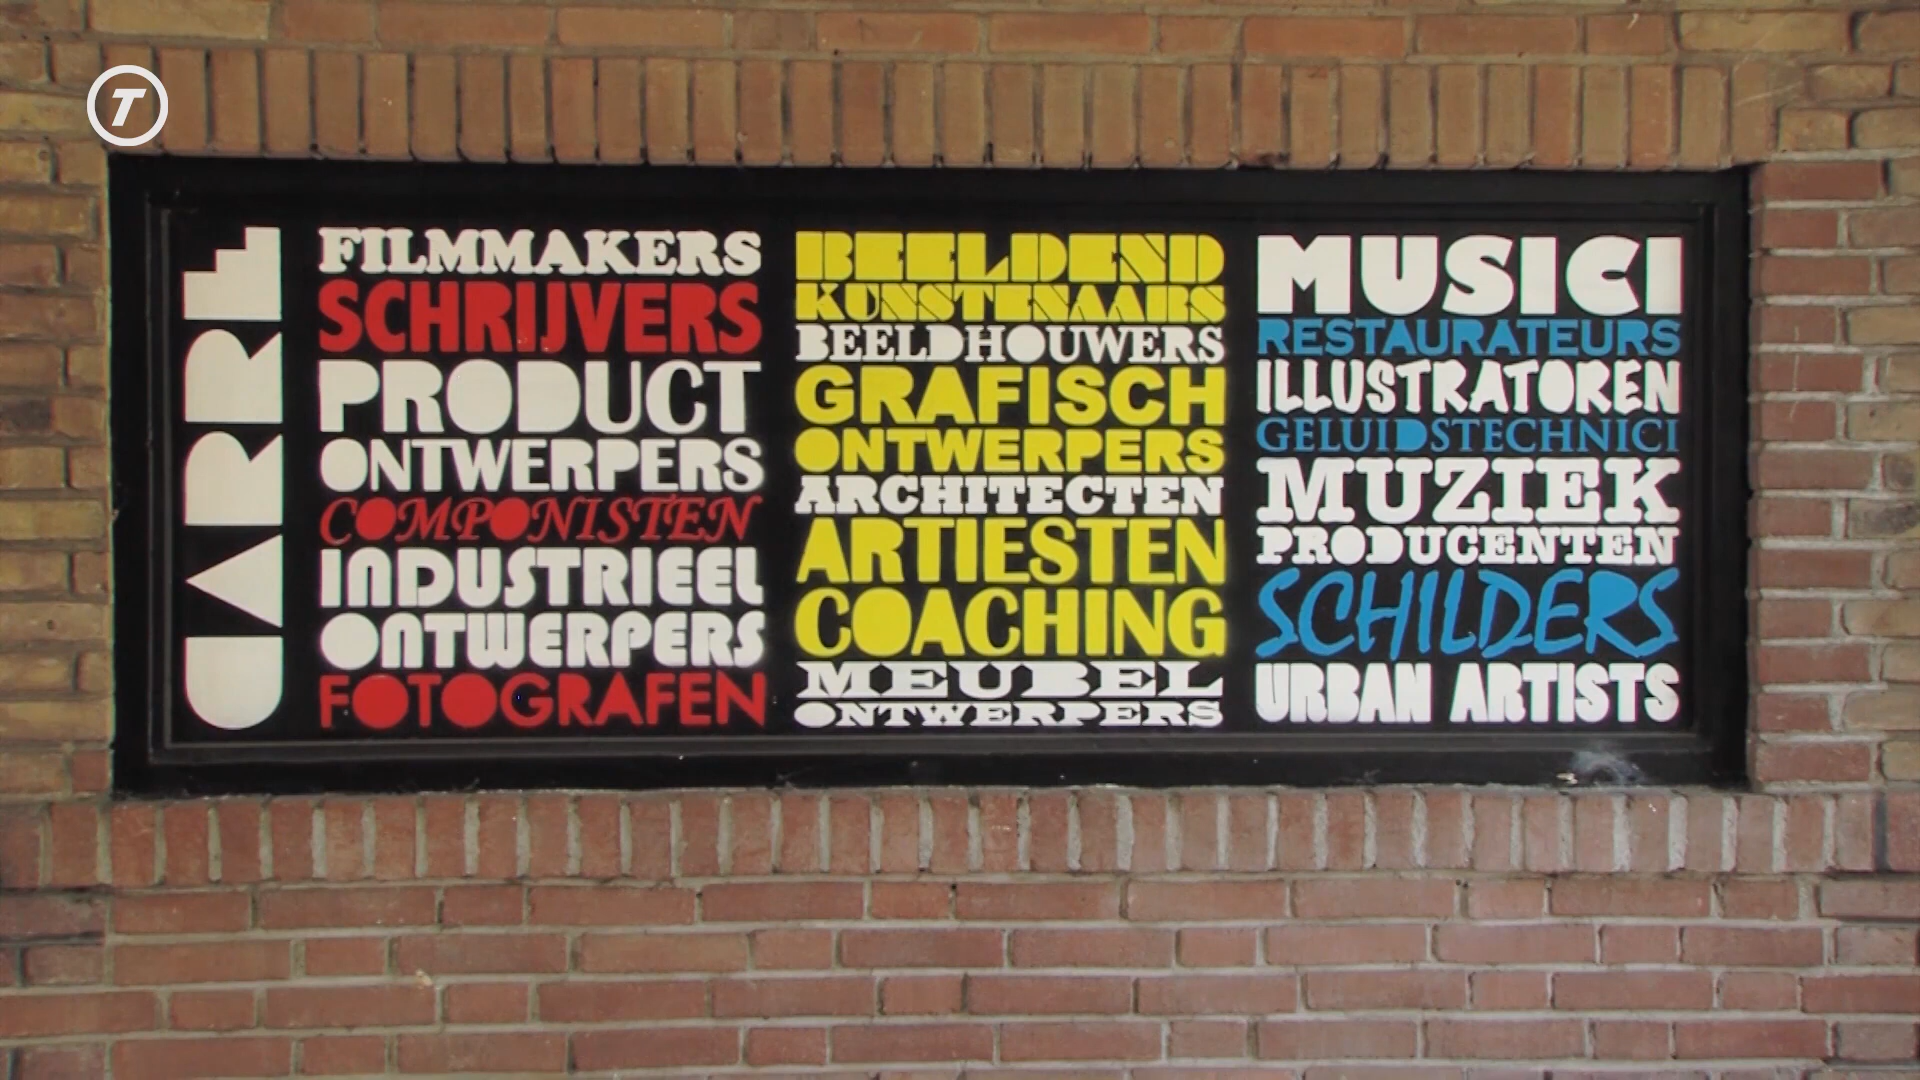 T
CARRE
FILMMAKERS
SCHRIJVERS
PRODUCT
ONTWERPERS
COMPONISTEN
INDUSTRIEEL
ONTWERPERS
FOTOGRAFEN
BEELDEND
KUNSTENAARS
BEELDHOUWERS
GRAFISCH
ONTWERPERS
ARCHITECTEN
ARTIESTEN
COACHING
MEUBEL
ONTWERPERS
MUSICI
RESTAURATEURS
ILLUSTRATOREN
GELUIDSTECHNICI
MUZIEK
PRODUCENTEN
SCHILDERS
URBAN ARTISTS